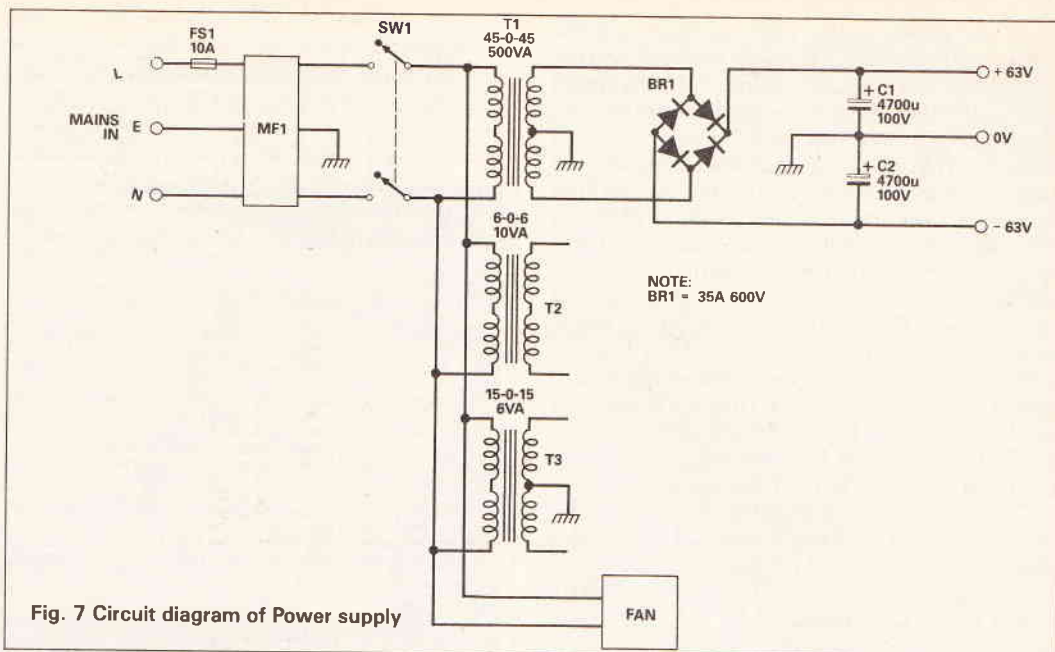 FS1
10A
L
MAINS
IN
E
N
MF1
SW1
T1
45-0-45
500VA
BR1
+ C1
4700u
100V
+ C2
4700u
100V
+ 63V
0V
- 63V
6-0-6
10VA
T2
NOTE:
BR1 = 35A 600V
15-0-15
6VA
T3
FAN
Fig. 7 Circuit diagram of Power supply